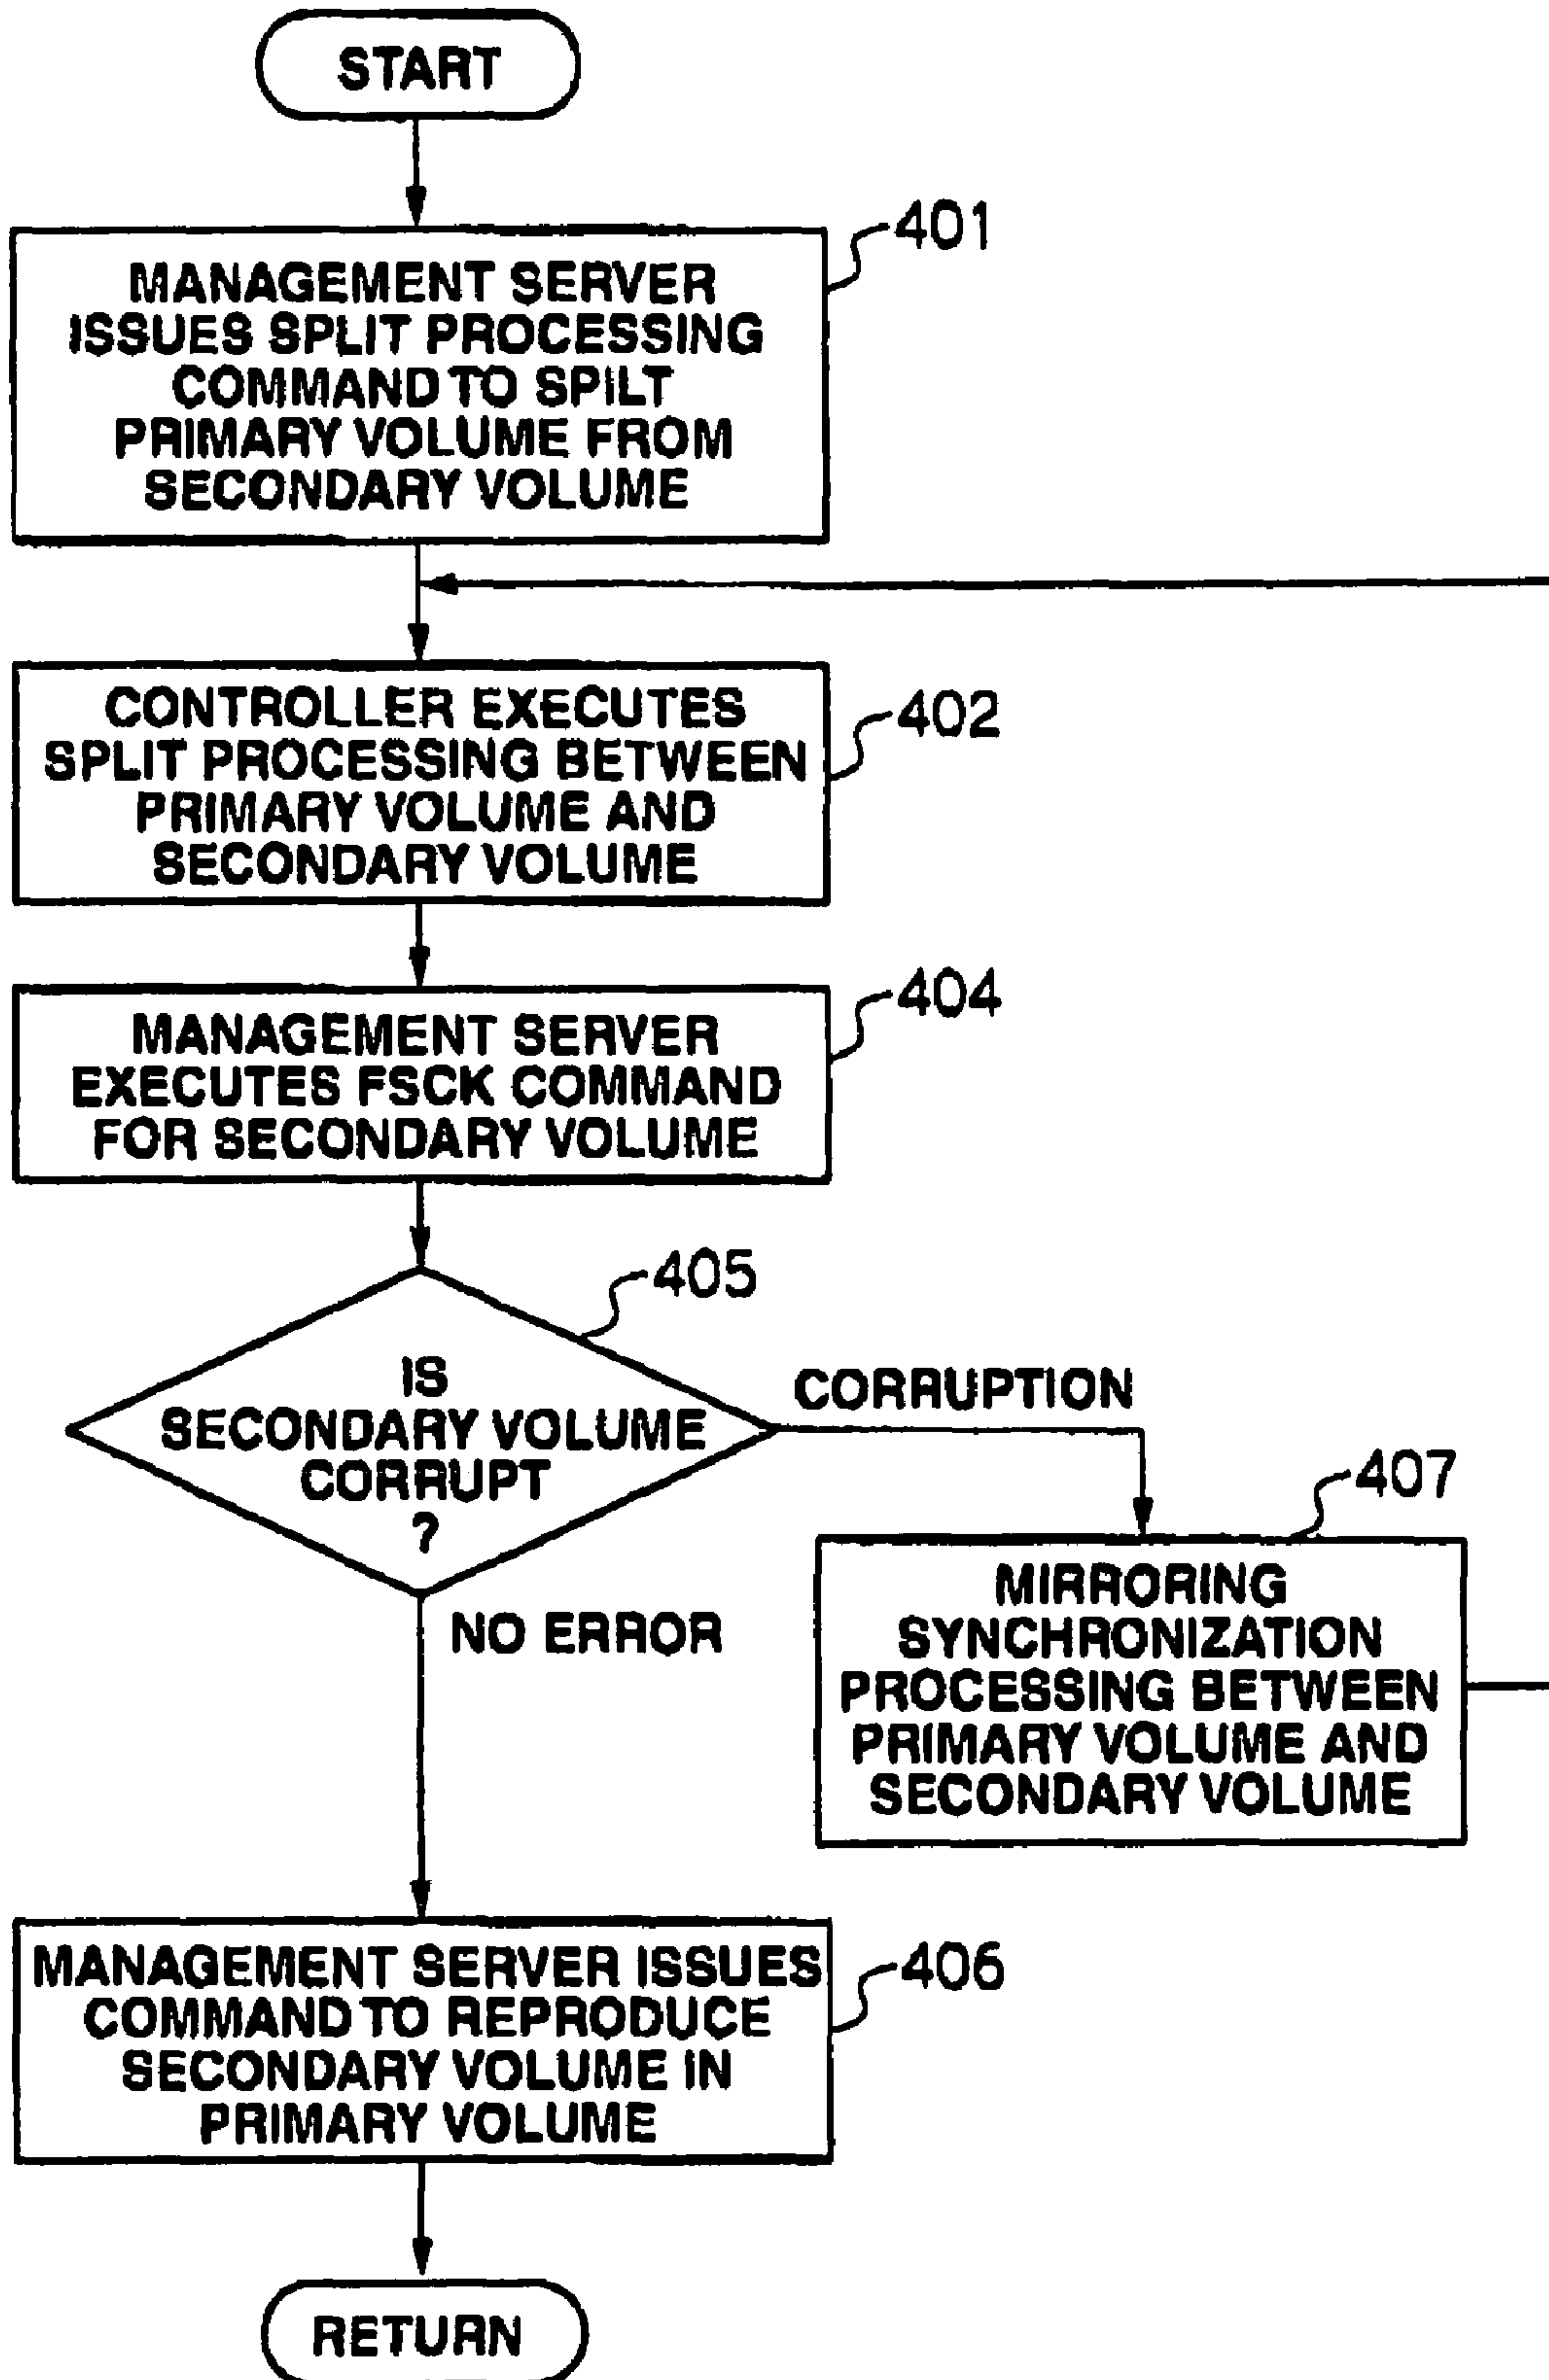 START
401
MANAGEMENT SERVER
ISSUES SPLIT PROCESSING
COMMAND TO SPILT
PRIMARY VOLUME FROM
SECONDARY VOLUME
402
CONTROLLER EXECUTES
SPLIT PROCESSING BETWEEN
PRIMARY VOLUME AND
SECONDARY VOLUME
404
MANAGEMENT SERVER
EXECUTES FSCK COMMAND
FOR SECONDARY VOLUME
405
IS
SECONDARY VOLUME
CORRUPT
?
CORRUPTION
407
MIRRORING
SYNCHRONIZATION
PROCESSING BETWEEN
PRIMARY VOLUME AND
SECONDARY VOLUME
NO ERROR
406
MANAGEMENT SERVER ISSUES
COMMAND TO REPRODUCE
SECONDARY VOLUME IN
PRIMARY VOLUME
RETURN